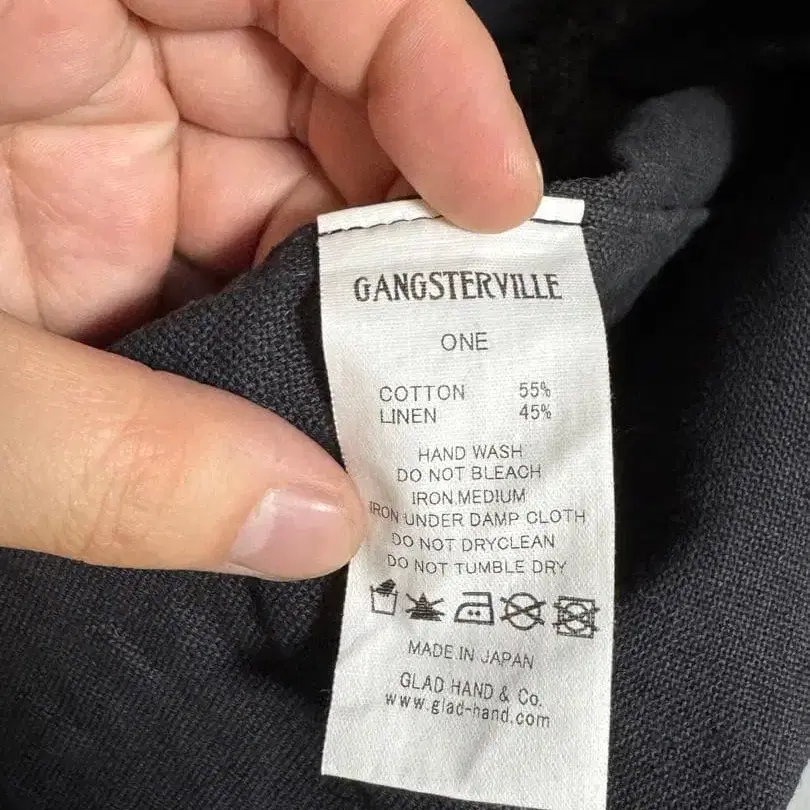 GANGSTERVILLE
ONE
COTTON 55%
LINEN 45%
HAND WASH
DO NOT BLEACH
IRON MEDIUM
IRON UNDER DAMP CLOTH
DO NOT DRYCLEAN
DO NOT TUMBLE DRY
MADE IN JAPAN
GLAD HAND & Co.
www.glad-hand.com